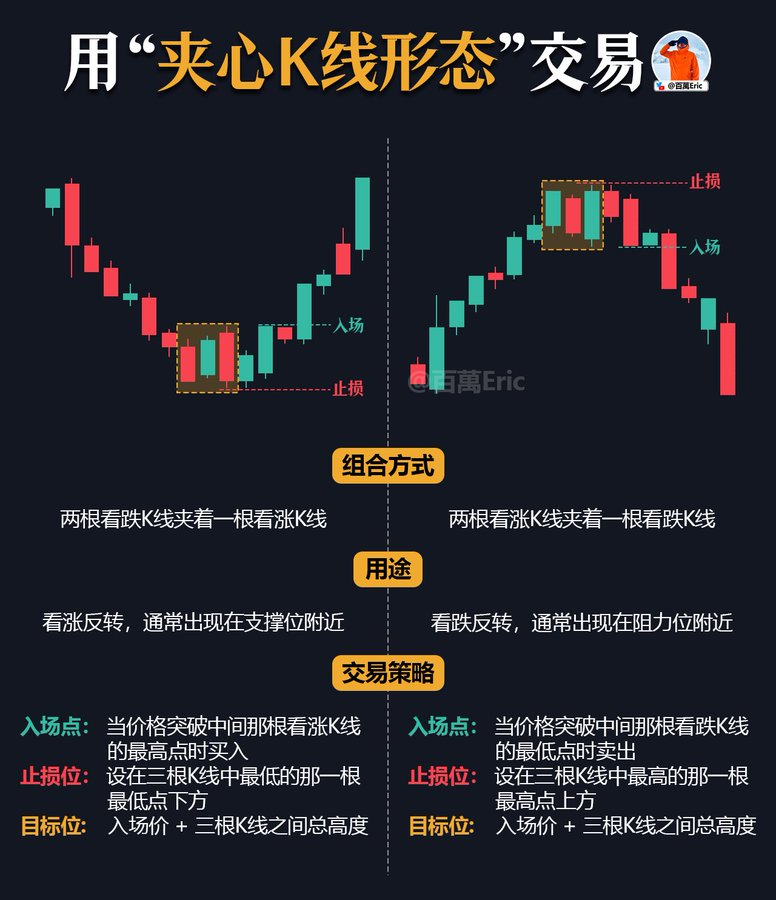 用“夹心K线形态”交易
@百萬Eric
止损
入场
入场
止损
@百萬Eric
组合方式
两根看跌K线夹着一根看涨K线
两根看涨K线夹着一根看跌K线
用途
看涨反转，通常出现在支撑位附近
看跌反转，通常出现在阻力位附近
交易策略
入场点： 当价格突破中间那根看涨K线
的最高点时买入
止损位： 设在三根K线中最低的那一根
最低点下方
目标位： 入场价 + 三根K线之间总高度
入场点： 当价格突破中间那根看跌K线
的最低点时卖出
止损位： 设在三根K线中最高的那一根
最高点上方
目标位： 入场价 + 三根K线之间总高度